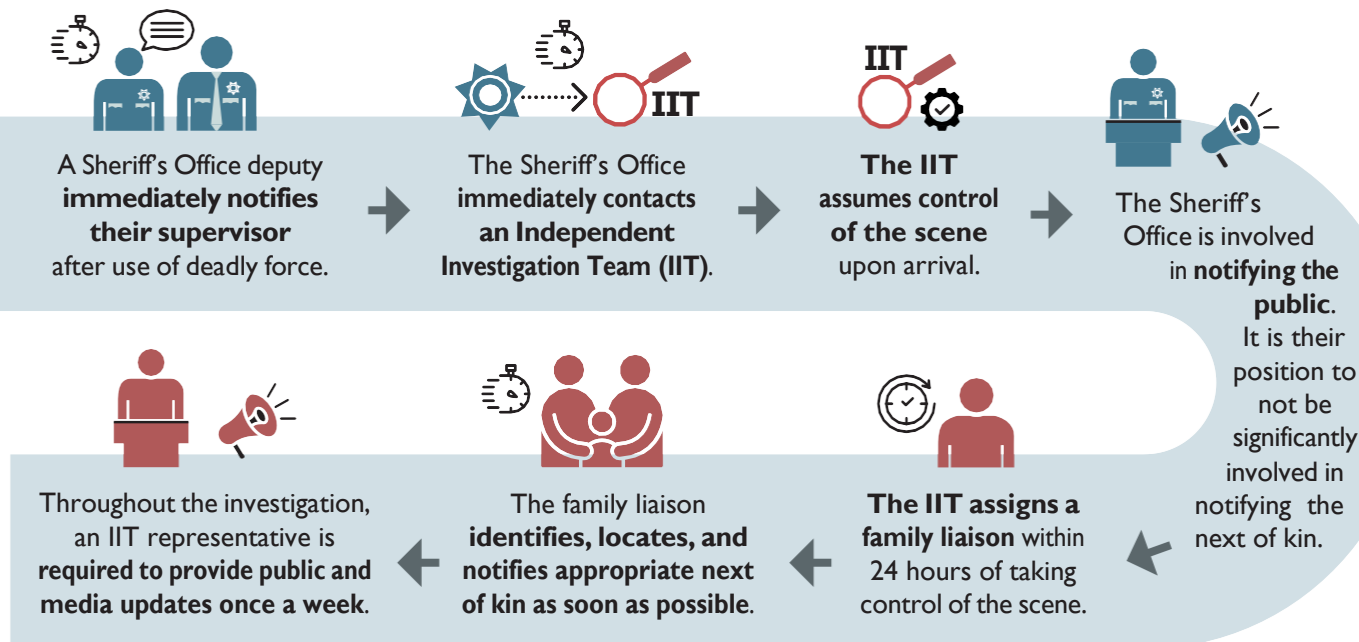 IIT
IIT
A Sheriff's Office deputy
immediately notifies
their supervisor
after use of deadly force.
The Sheriff's Office
immediately contacts
an Independent
Investigation Team (IIT).
The IIT
assumes control
of the scene
upon arrival.
The Sheriff's
Office is involved
in notifying the
public.
It is their
position to
not be
significantly
involved in
notifying the
next of kin.
The IIT assigns a
family liaison within
24 hours of taking
control of the scene.
The family liaison
identifies, locates, and
notifies appropriate next
of kin as soon as possible.
Throughout the investigation,
an IIT representative is
required to provide public and
media updates once a week.